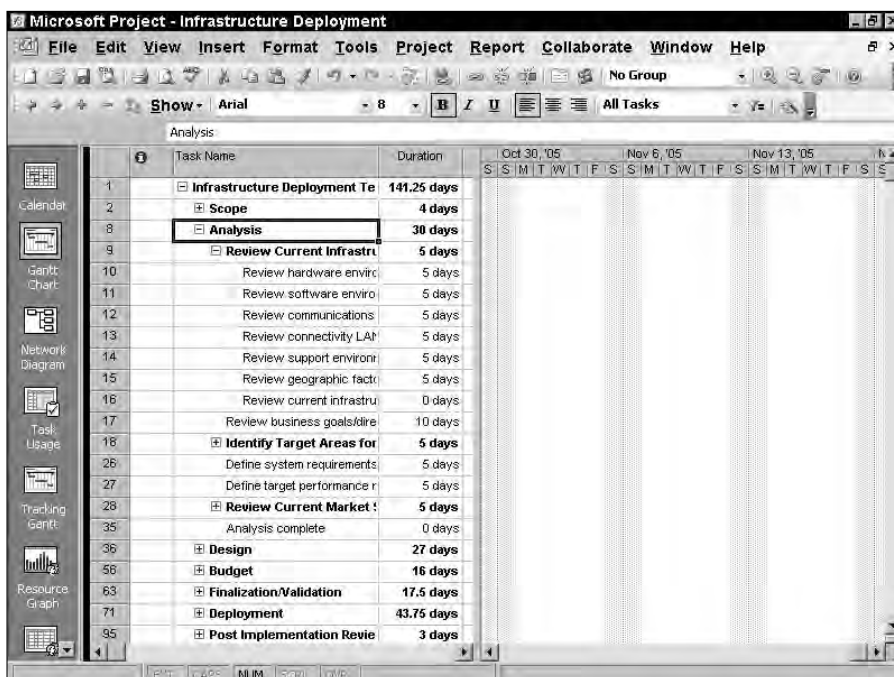 Microsoft Project - Infrastructure Deployment
File Edit View Insert Format Tools Project Report Collaborate Window Help
No Group
Show Arial 8 B I U All Tasks
Analysis
Task Name Duration Oct 30, '05 Nov 6, '05 Nov 13, '05
S S M T W T F S S M T W T F S S M T W T F S S
1 Infrastructure Deployment Te 141.25 days
2 Scope 4 days
8 Analysis 30 days
9 Review Current Infrastru 5 days
10 Review hardware enviro 5 days
11 Review software enviro 5 days
12 Review communications 5 days
13 Review connectivity LAN 5 days
14 Review support environr 5 days
15 Review geographic facto 5 days
16 Review current infrastru 0 days
17 Review business goals/dire 10 days
18 Identify Target Areas for 5 days
26 Define system requirements 5 days
27 Define target performance r 5 days
28 Review Current Market 5 days
35 Analysis complete 0 days
36 Design 27 days
56 Budget 16 days
63 Finalization/Validation 17.5 days
71 Deployment 43.75 days
95 Post Implementation Revie 3 days
Calendar
Gantt
Chart
Network
Diagram
Task
Usage
Tracking
Gantt
Resource
Graph
EXT CAPS NUM SCRL OVR